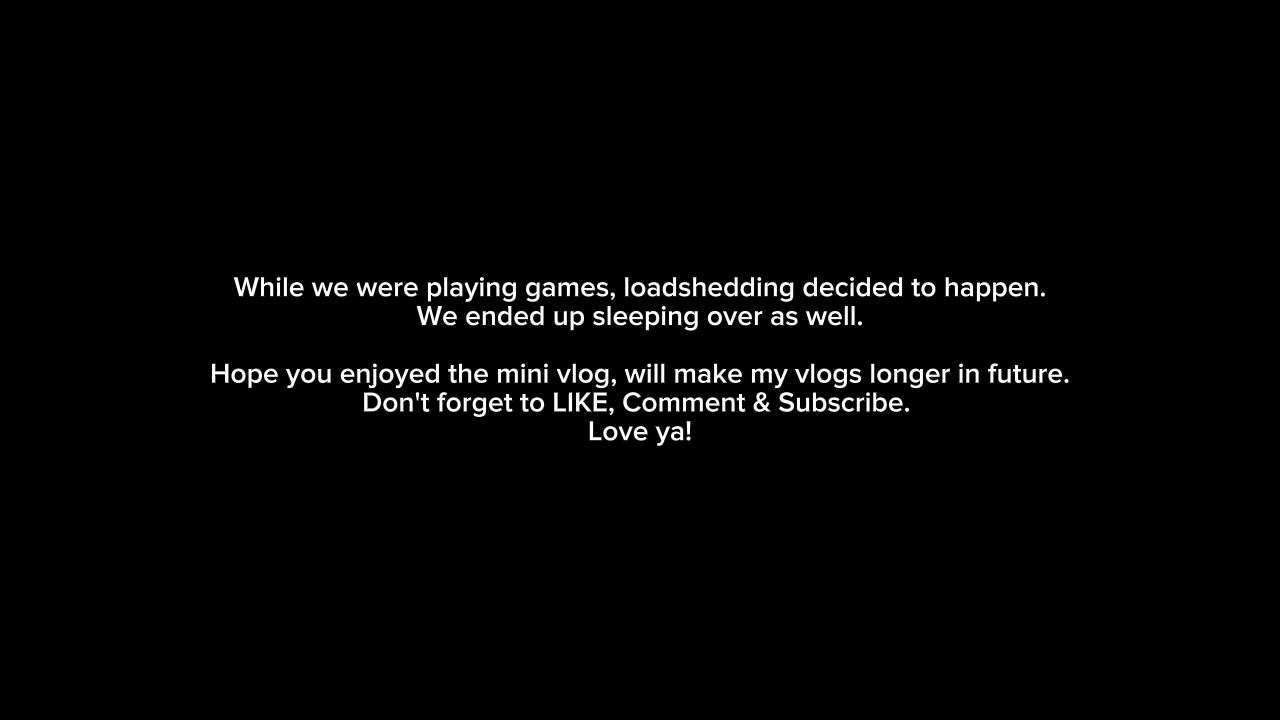 While we were playing games, loadshedding decided to happen.
We ended up sleeping over as well.
Hope you enjoyed the mini vlog, will make my vlogs longer in future.
Don't forget to LIKE, Comment & Subscribe.
Love ya!